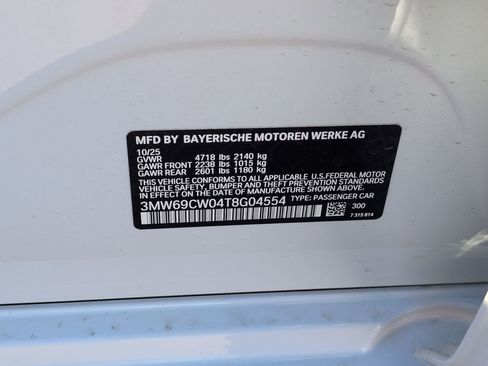 MFD BY BAYERISCHE MOTOREN WERKE AG
10/25
GVWR 4718 lbs 2140 kg
GAWR FRONT 2238 lbs 1015 kg
GAWR REAR 2601 lbs 1180 kg
THIS VEHICLE CONFORMS TO ALL APPLICABLE U.S.FEDERAL MOTOR
VEHICLE SAFETY, BUMPER AND THEFT PREVENTION STANDARDS
IN EFFECT ON THE DATE OF MANUFACTURE SHOWN ABOVE.
3MW69CW04T8G04554 TYPE: PASSENGER CAR
300
7 315 814